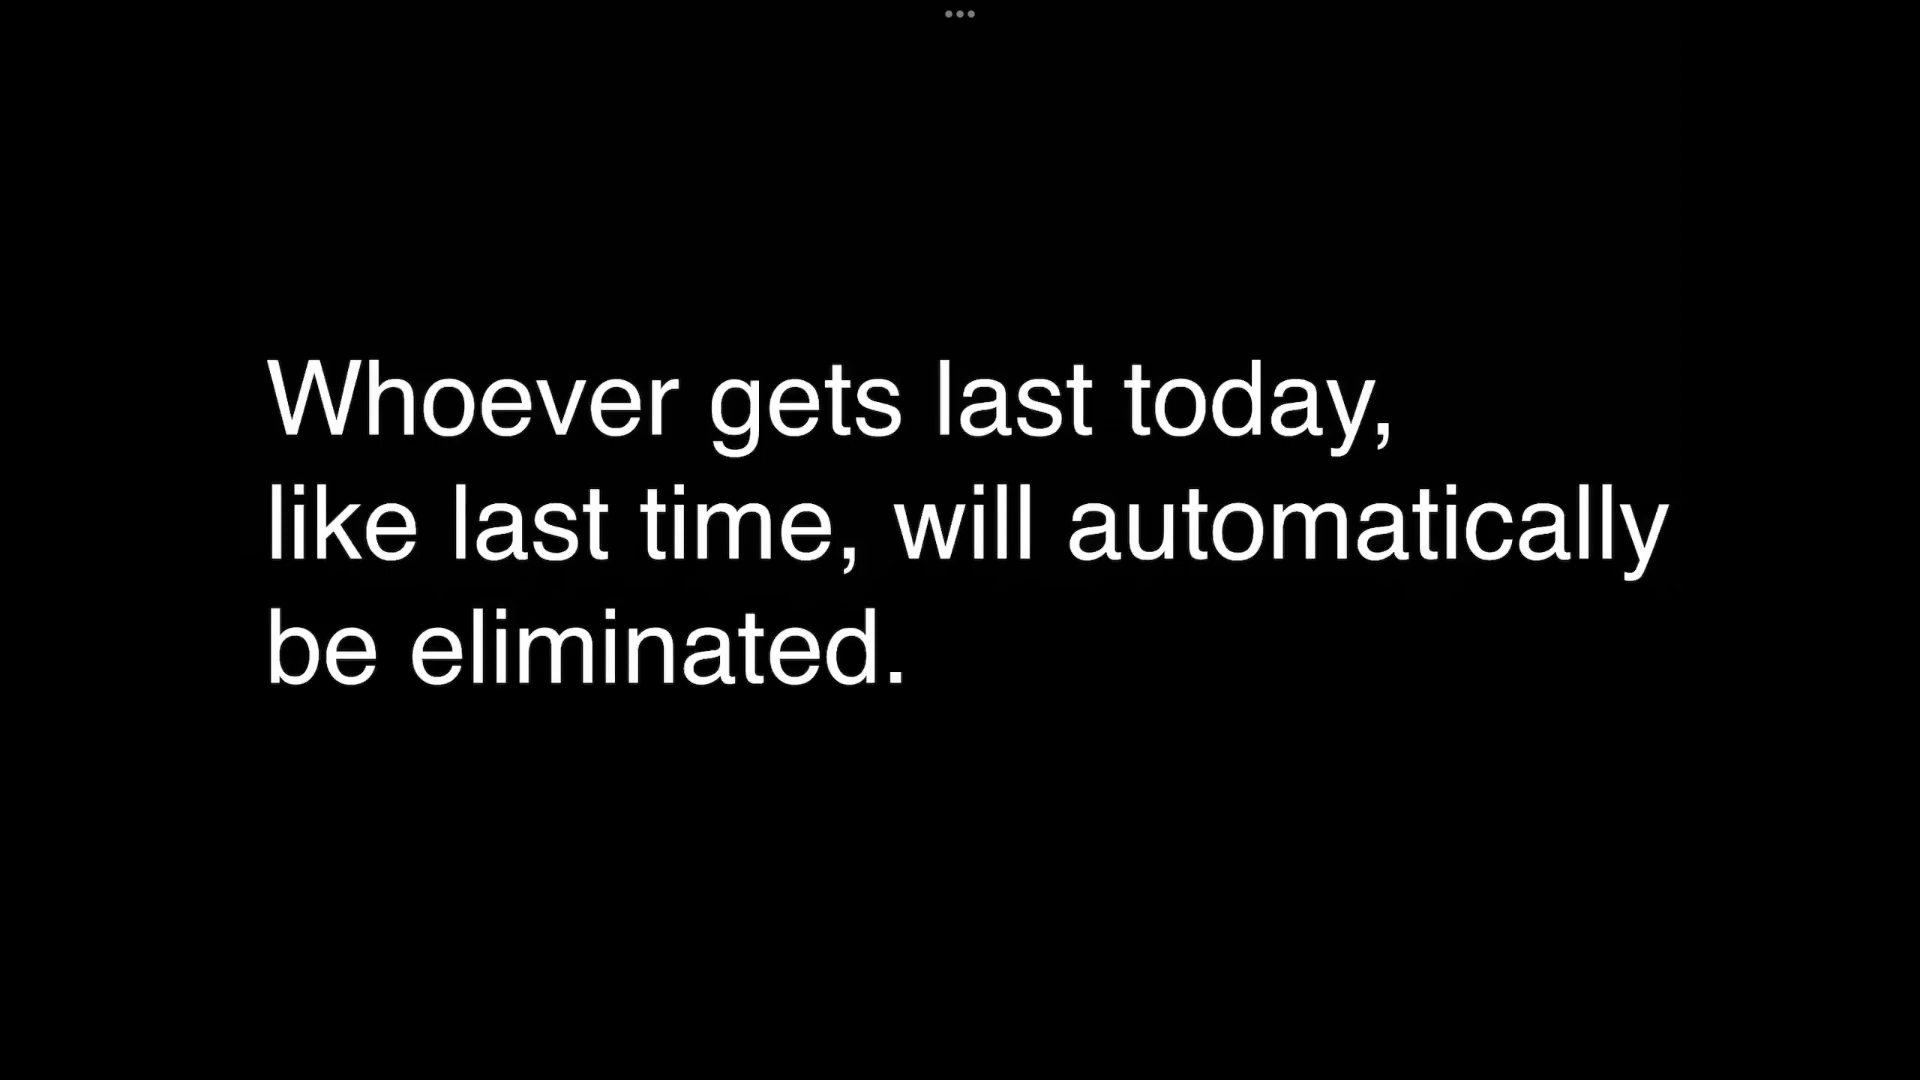 Whoever gets last today,
like last time, will automatically
be eliminated.